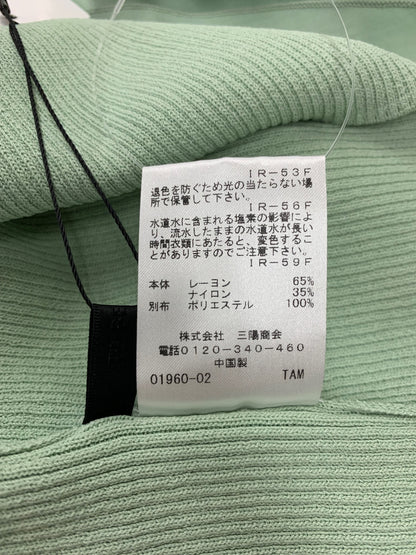 IR-53F
退色を防ぐため光の当たらない場
所で保管して下さい。
IR-56F
水道水に含まれる塩素の影響によ
り、流水したままの水道水が長い
時間衣類にあたると、変色するこ
とがありますのでご注意下さい。
IR-59F
本体 レーヨン 65%
ナイロン 35%
別布 ポリエステル 100%
株式会社 三陽商会
電話0120-340-460
中国製
01960-02 TAM